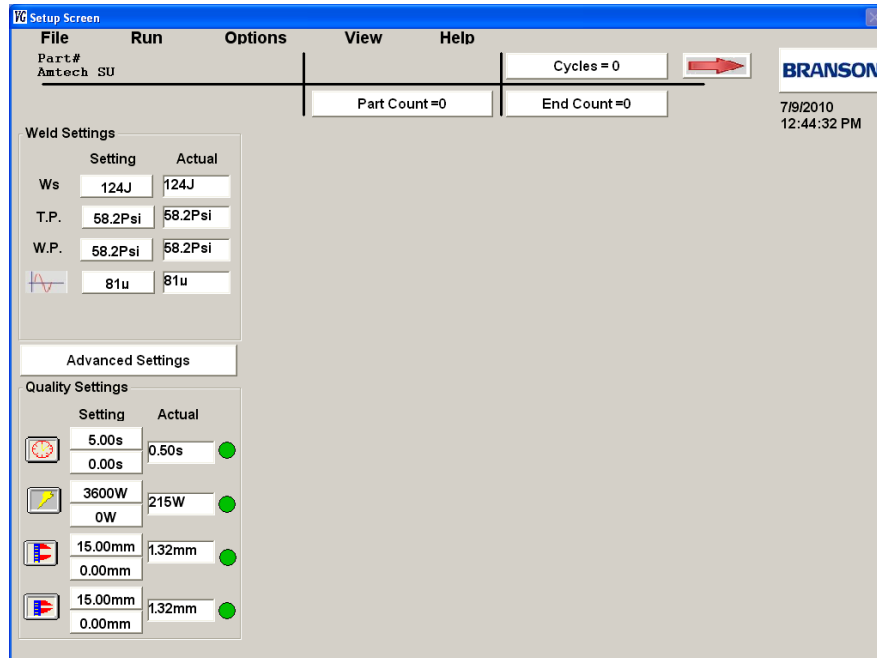 VG Setup Screen
File Run Options View Help
Part#
Amtech SU
Cycles = 0
Part Count =0
End Count =0
BRANSON
7/9/2010
12:44:32 PM
Weld Settings
Setting Actual
Ws 124J 124J
T.P. 58.2Psi 58.2Psi
W.P. 58.2Psi 58.2Psi
81u 81u
Advanced Settings
Quality Settings
Setting Actual
5.00s
0.50s
0.00s
3600W
215W
0W
15.00mm
1.32mm
0.00mm
15.00mm
1.32mm
0.00mm